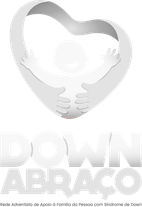 DOWN
ABRAÇO
Rede Adventista de Apoio à Família da Pessoa com Síndrome de Down